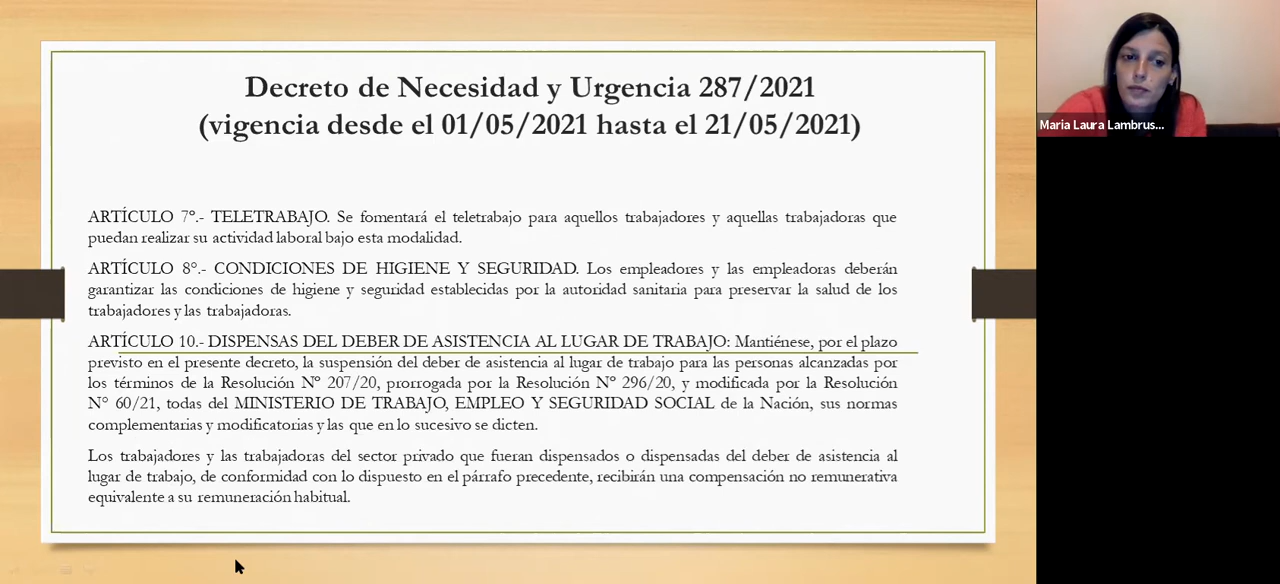 Decreto de Necesidad y Urgencia 287/2021
(vigencia desde el 01/05/2021 hasta el 21/05/2021)
ARTÍCULO 7°.- TELETRABAJO. Se fomentará el teletrabajo para aquellos trabajadores y aquellas trabajadoras que
puedan realizar su actividad laboral bajo esta modalidad.
ARTÍCULO 8°.- CONDICIONES DE HIGIENE Y SEGURIDAD. Los empleadores y las empleadoras deberán
garantizar las condiciones de higiene y seguridad establecidas por la autoridad sanitaria para preservar la salud de los
trabajadores y las trabajadoras.
ARTÍCULO 10.- DISPENSAS DEL DEBER DE ASISTENCIA AL LUGAR DE TRABAJO: Mantiénese, por el plazo
previsto en el presente decreto, la suspensión del deber de asistencia al lugar de trabajo para las personas alcanzadas por
los términos de la Resolución Nº 207/20, prorrogada por la Resolución Nº 296/20, y modificada por la Resolución
N° 60/21, todas del MINISTERIO DE TRABAJO, EMPLEO Y SEGURIDAD SOCIAL de la Nación, sus normas
complementarias y modificatorias y las que en lo sucesivo se dicten.
Los trabajadores y las trabajadoras del sector privado que fueran dispensados o dispensadas del deber de asistencia al
lugar de trabajo, de conformidad con lo dispuesto en el párrafo precedente, recibirán una compensación no remunerativa
equivalente a su remuneración habitual.
Maria Laura Lambrus...